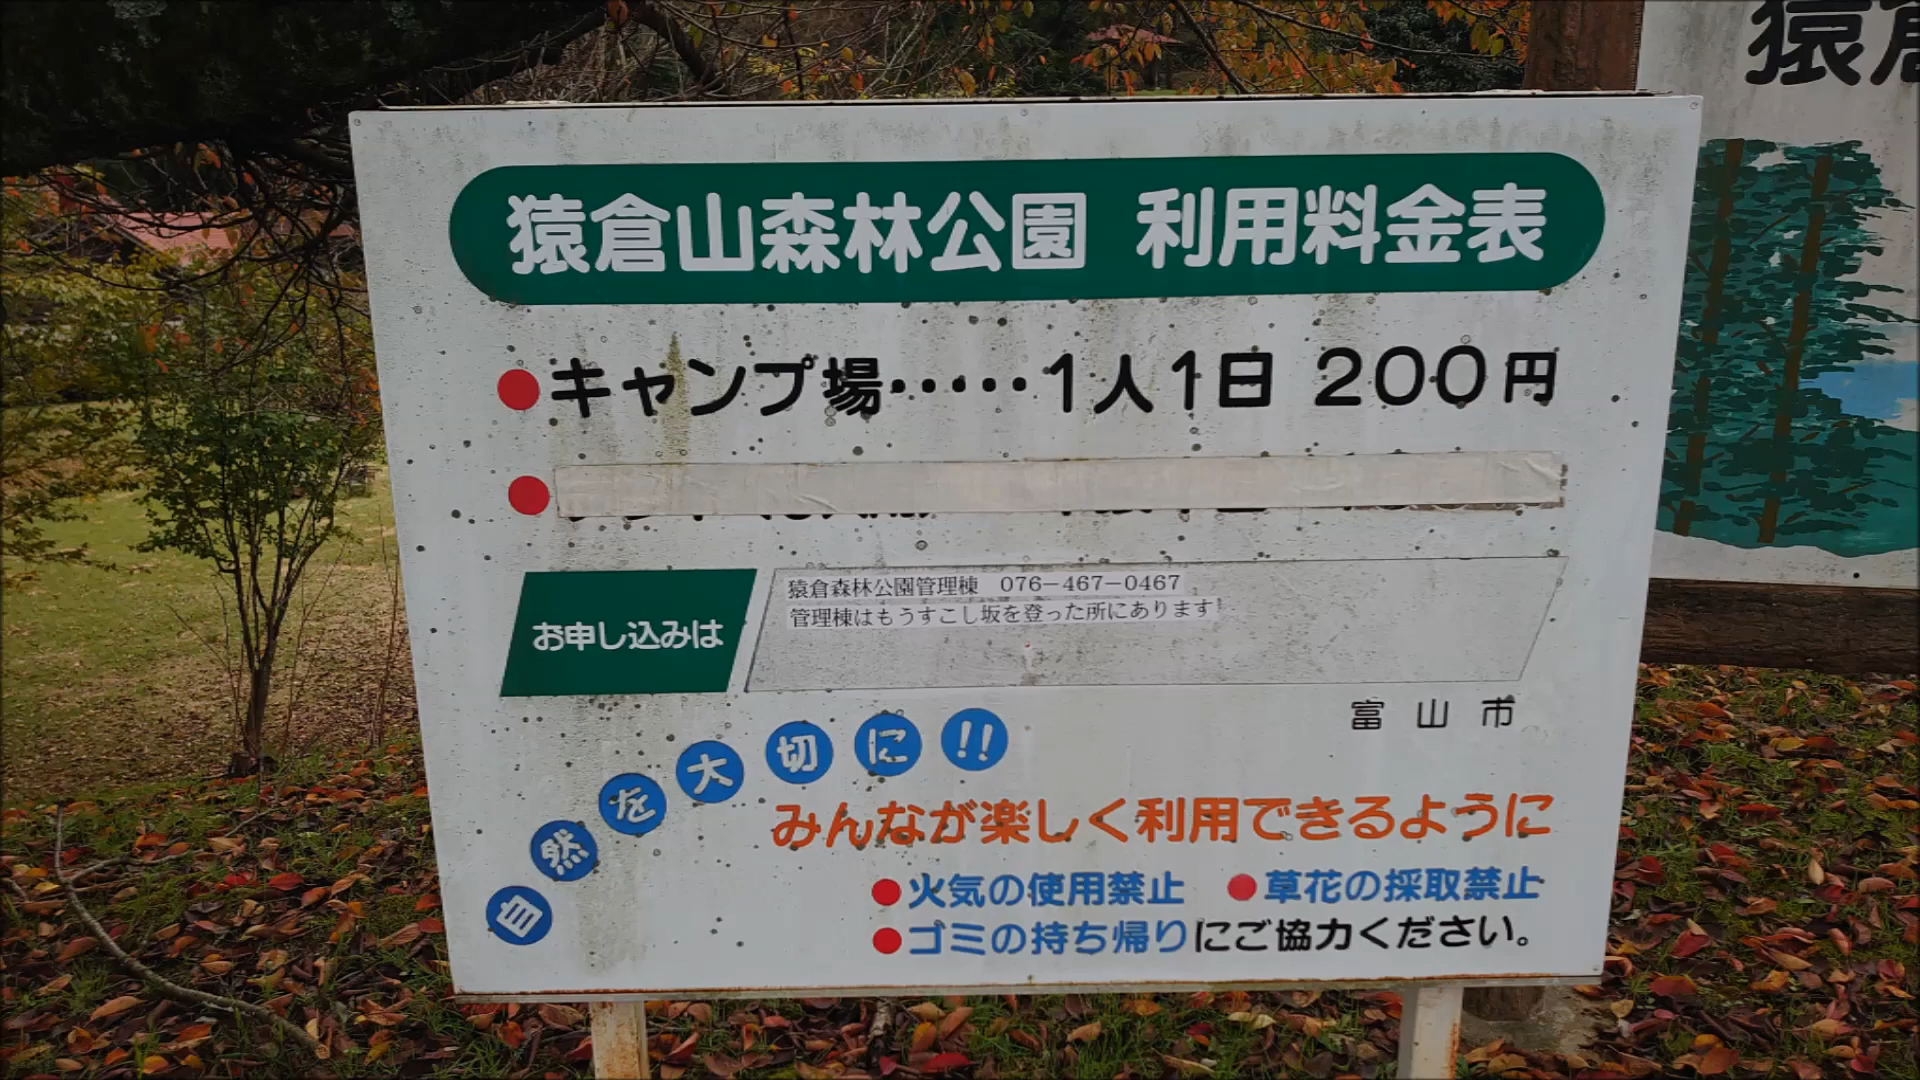 猿倉山森林公園 利用料金表
●キャンプ場・・・・・1人1日 200円
●
お申し込みは
猿倉森林公園管理棟 076-467-0467
管理棟はもうすこし坂を登った所にあります
富山市
自然を大切に!!
みんなが楽しく利用できるように
●火気の使用禁止 ●草花の採取禁止
●ゴミの持ち帰りにご協力ください。
猿倉